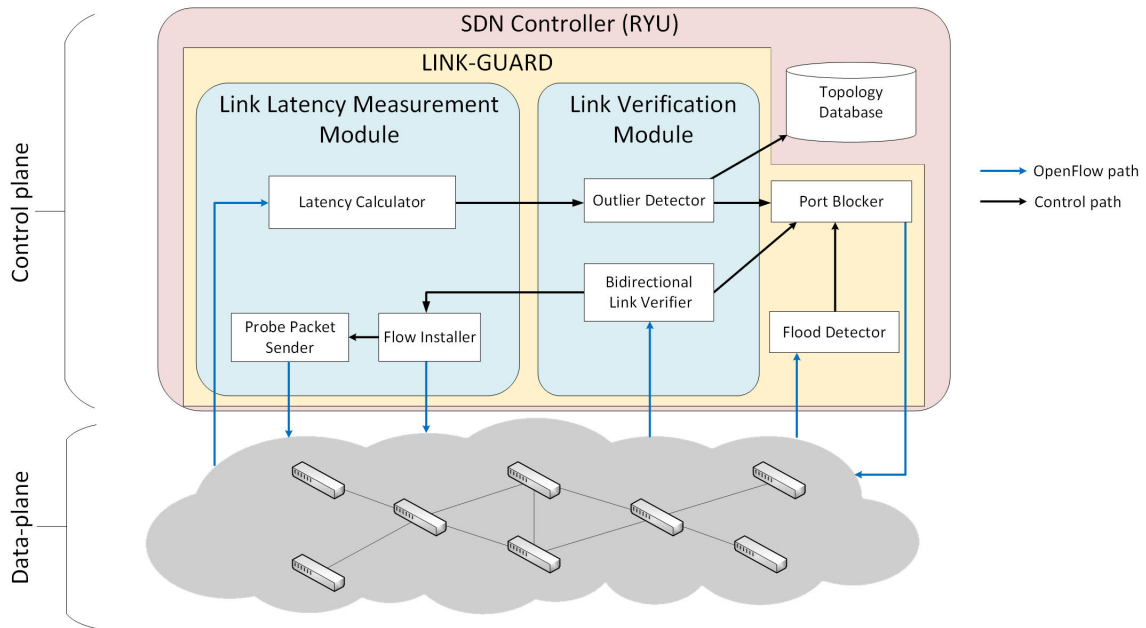 SDN Controller (RYU)
LINK-GUARD
Link Latency Measurement
Module
Link Verification
Module
Topology
Database
Latency Calculator
Outlier Detector
Port Blocker
Bidirectional
Link Verifier
Probe Packet
Sender
Flow Installer
Flood Detector
OpenFlow path
Control path
Control plane
Data-plane